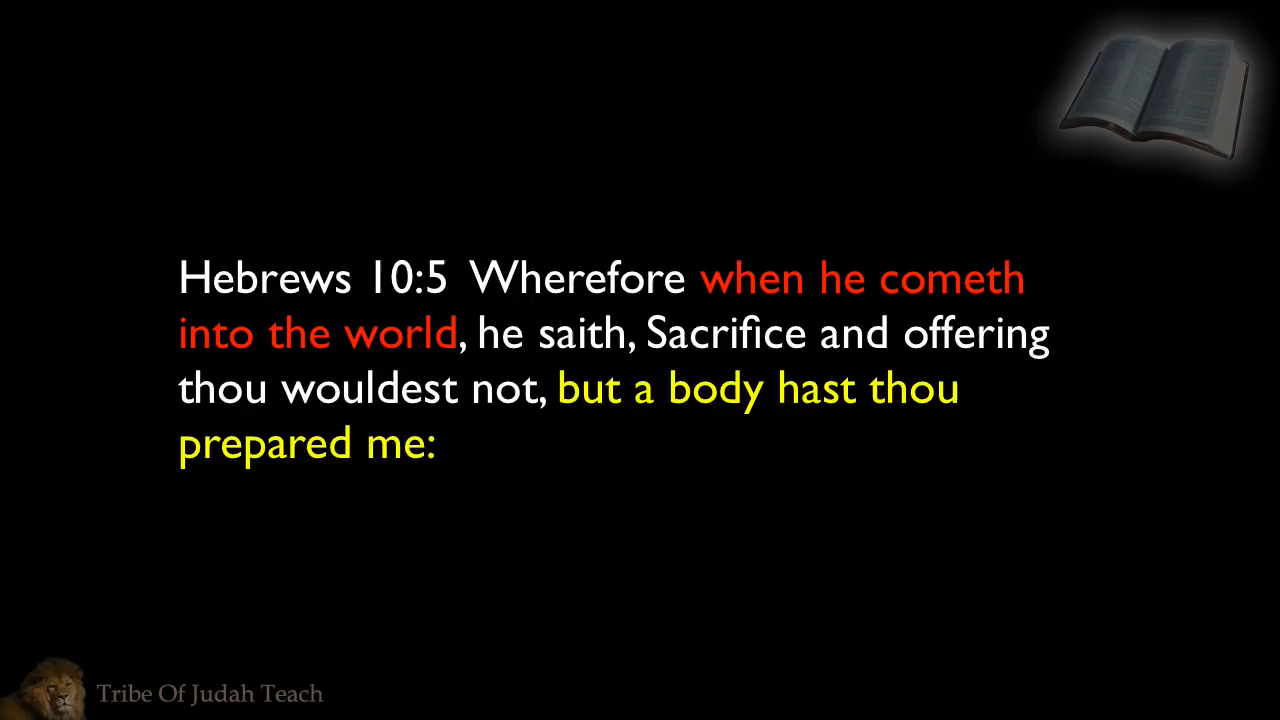 Hebrews 10:5  Wherefore when he cometh
into the world, he saith, Sacrifice and offering
thou wouldest not, but a body hast thou
prepared me:
Tribe Of Judah Teach